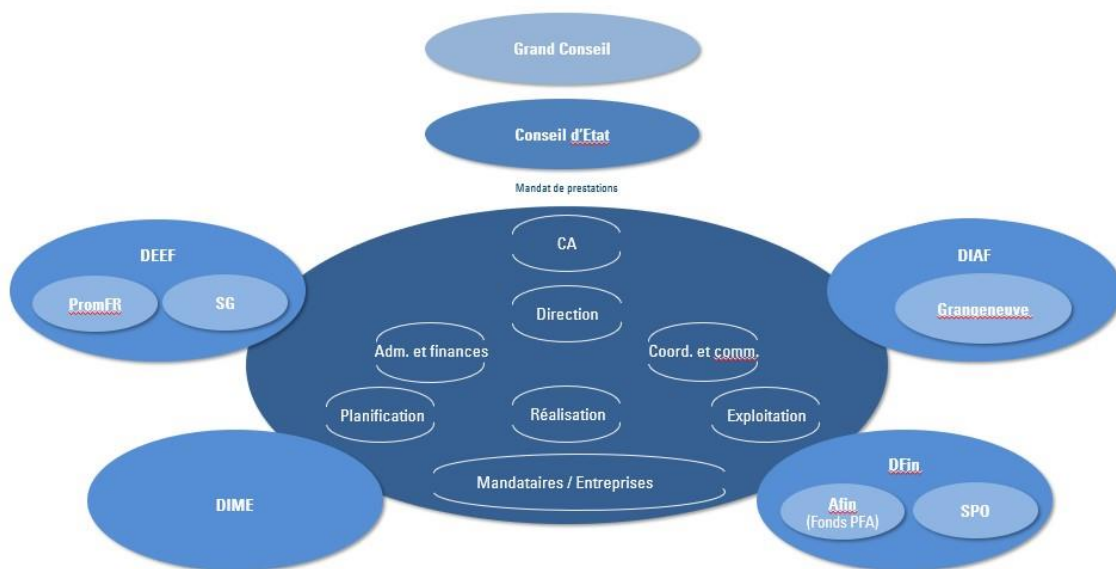 Grand Conseil
Conseil d'Etat
Mandat de prestations
CA
DEEF
DIAF
PromFR
SG
Direction
Grangeneuve
Adm. et finances
Coord. et comm.
Planification
Réalisation
Exploitation
DFin
Mandataires / Entreprises
DIME
Afin
(Fonds PFA)
SPO